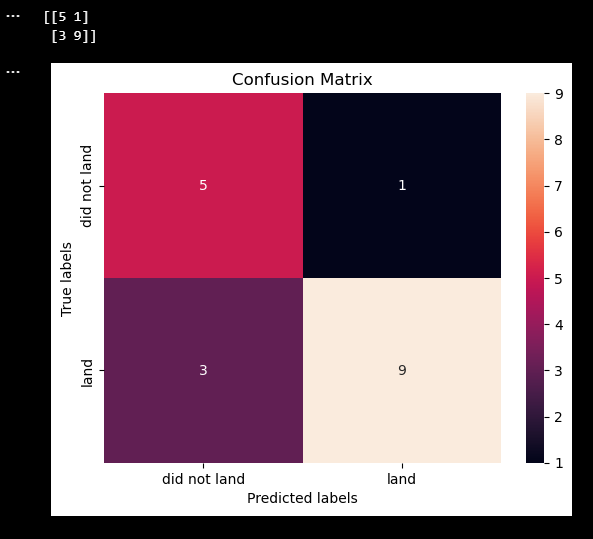 ... [[5 1]
[3 9]]
...
Confusion Matrix
did not land
land
True labels
5
1
3
9
did not land
land
Predicted labels
9
8
7
6
5
4
3
2
1